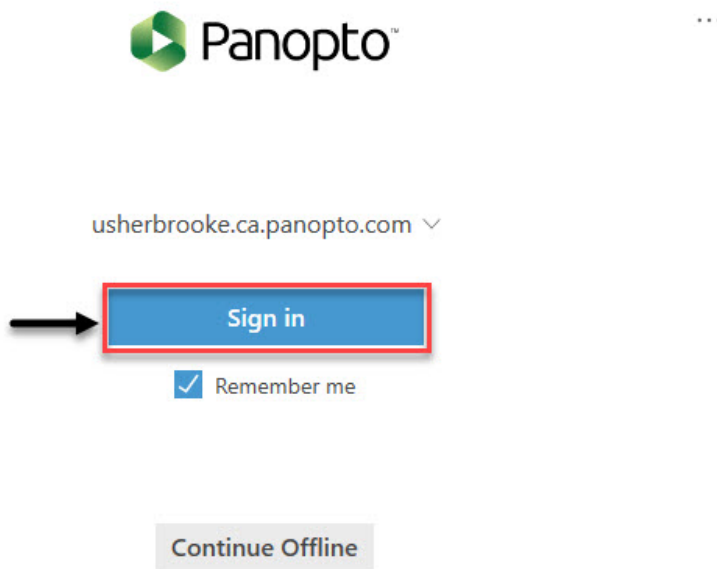 Panopto™
usherbrooke.ca.panopto.com
Sign in
Remember me
Continue Offline